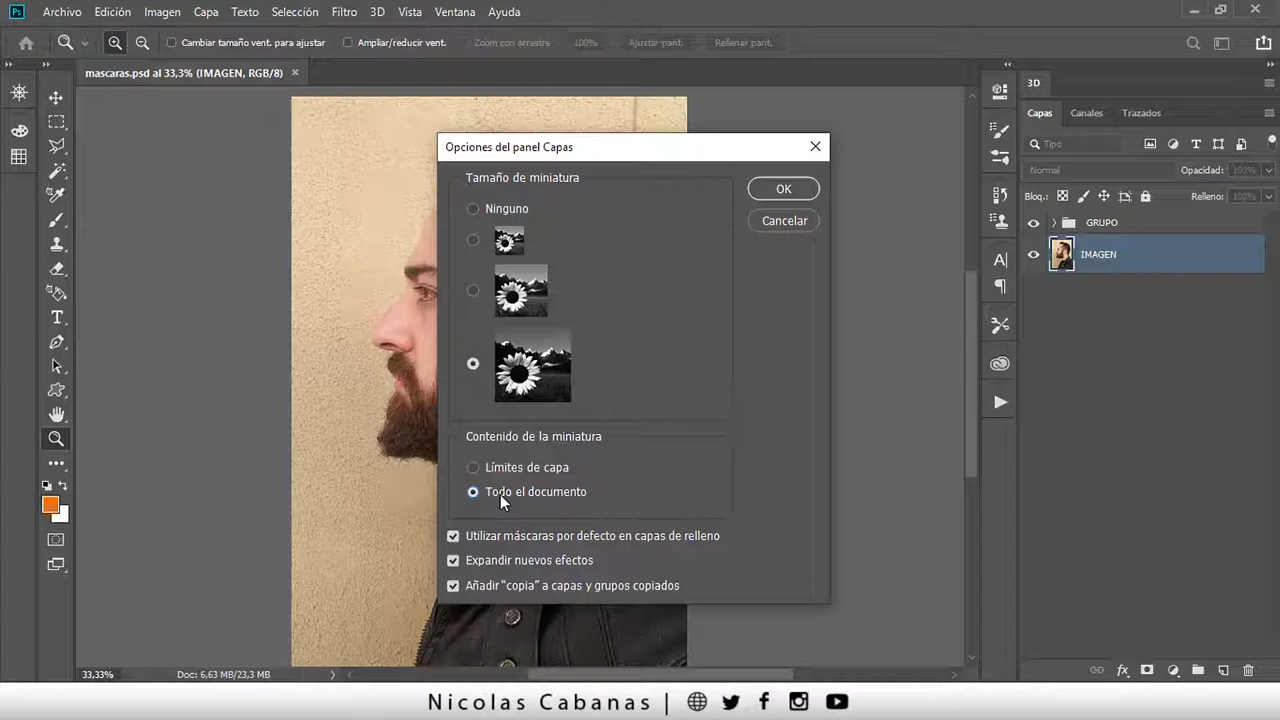 Ps Archivo Edición Imagen Capa Texto Selección Filtro 3D Vista Ventana Ayuda
Cambiar tamaño vent. para ajustar Ampliar/reducir vent. Zoom con arrastre 100% Ajustar pant. Rellenar pant.
mascaras.psd al 33,3% (IMAGEN, RGB/8) ×
3D
Capas Canales Trazados
Tipo
Normal Opacidad: 100%
Bloq.: Relleno: 100%
GRUPO
IMAGEN
Opciones del panel Capas
Tamaño de miniatura
OK
Ninguno
Cancelar
Contenido de la miniatura
Límites de capa
Todo el documento
Utilizar máscaras por defecto en capas de relleno
Expandir nuevos efectos
Añadir "copia" a capas y grupos copiados
33,33% Doc: 6,63 MB/23,3 MB
Nicolas Cabanas |